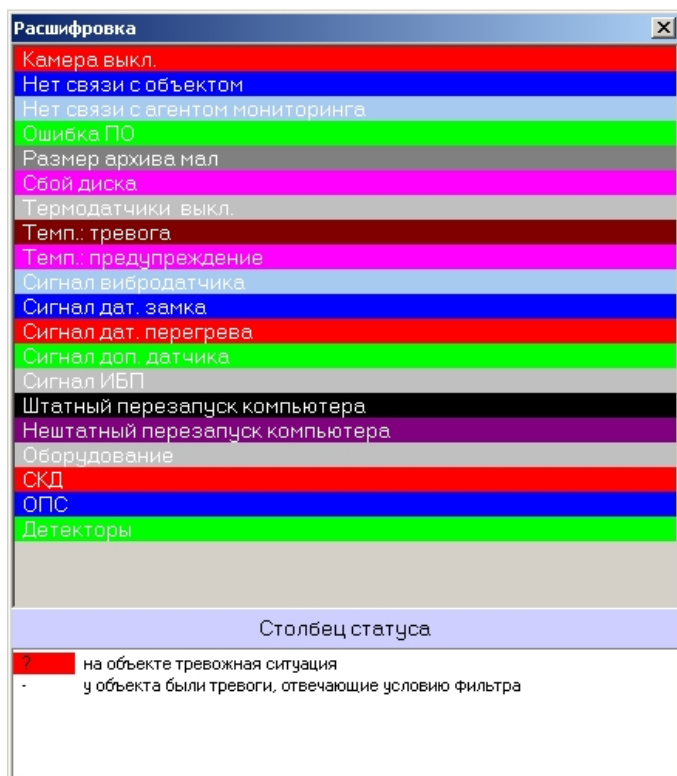 Расшифровка
Камера выкл.
Нет связи с объектом
Нет связи с агентом мониторинга
Ошибка ПО
Размер архива мал
Сбой диска
Термодатчики выкл.
Темп.: тревога
Темп.: предупреждение
Сигнал вибродатчика
Сигнал дат. замка
Сигнал дат. перегрева
Сигнал доп. датчика
Сигнал ИБП
Штатный перезапуск компьютера
Нештатный перезапуск компьютера
Оборудование
СКД
ОПС
Детекторы
Столбец статуса
? на объекте тревожная ситуация
- у объекта были тревоги, отвечающие условию фильтра